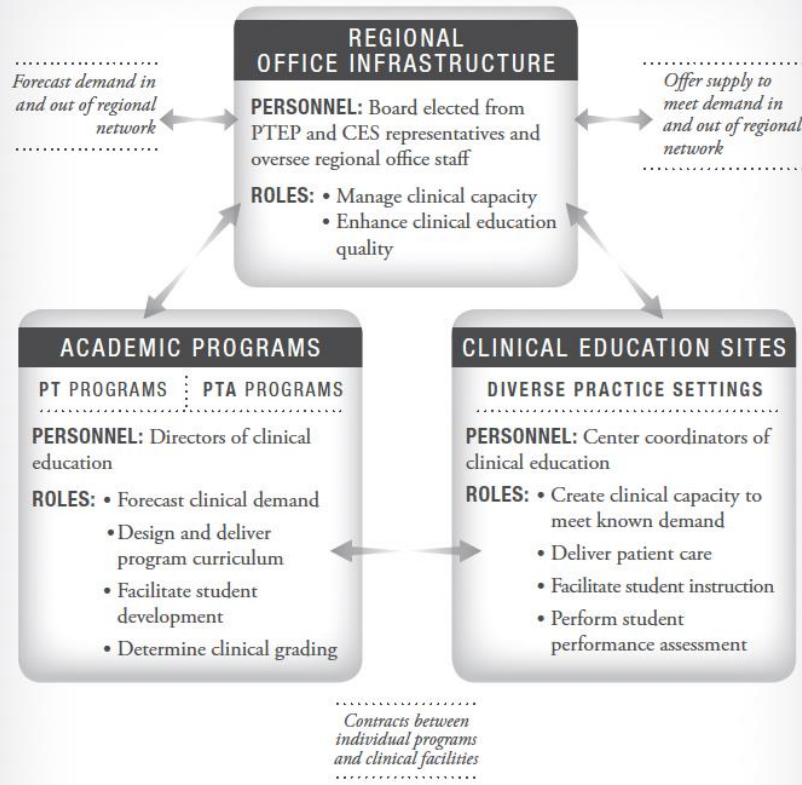 REGIONAL
OFFICE INFRASTRUCTURE
Forecast demand in
and out of regional
network
PERSONNEL: Board elected from
PTEP and CES representatives and
oversee regional office staff
ROLES: • Manage clinical capacity
• Enhance clinical education
quality
Offer supply to
meet demand in
and out of regional
network
ACADEMIC PROGRAMS
PT PROGRAMS
PTA PROGRAMS
PERSONNEL: Directors of clinical
education
ROLES: • Forecast clinical demand
• Design and deliver
program curriculum
• Facilitate student
development
• Determine clinical grading
CLINICAL EDUCATION SITES
DIVERSE PRACTICE SETTINGS
PERSONNEL: Center coordinators of
clinical education
ROLES: • Create clinical capacity to
meet known demand
• Deliver patient care
• Facilitate student instruction
• Perform student
performance assessment
Contracts between
individual programs
and clinical facilities